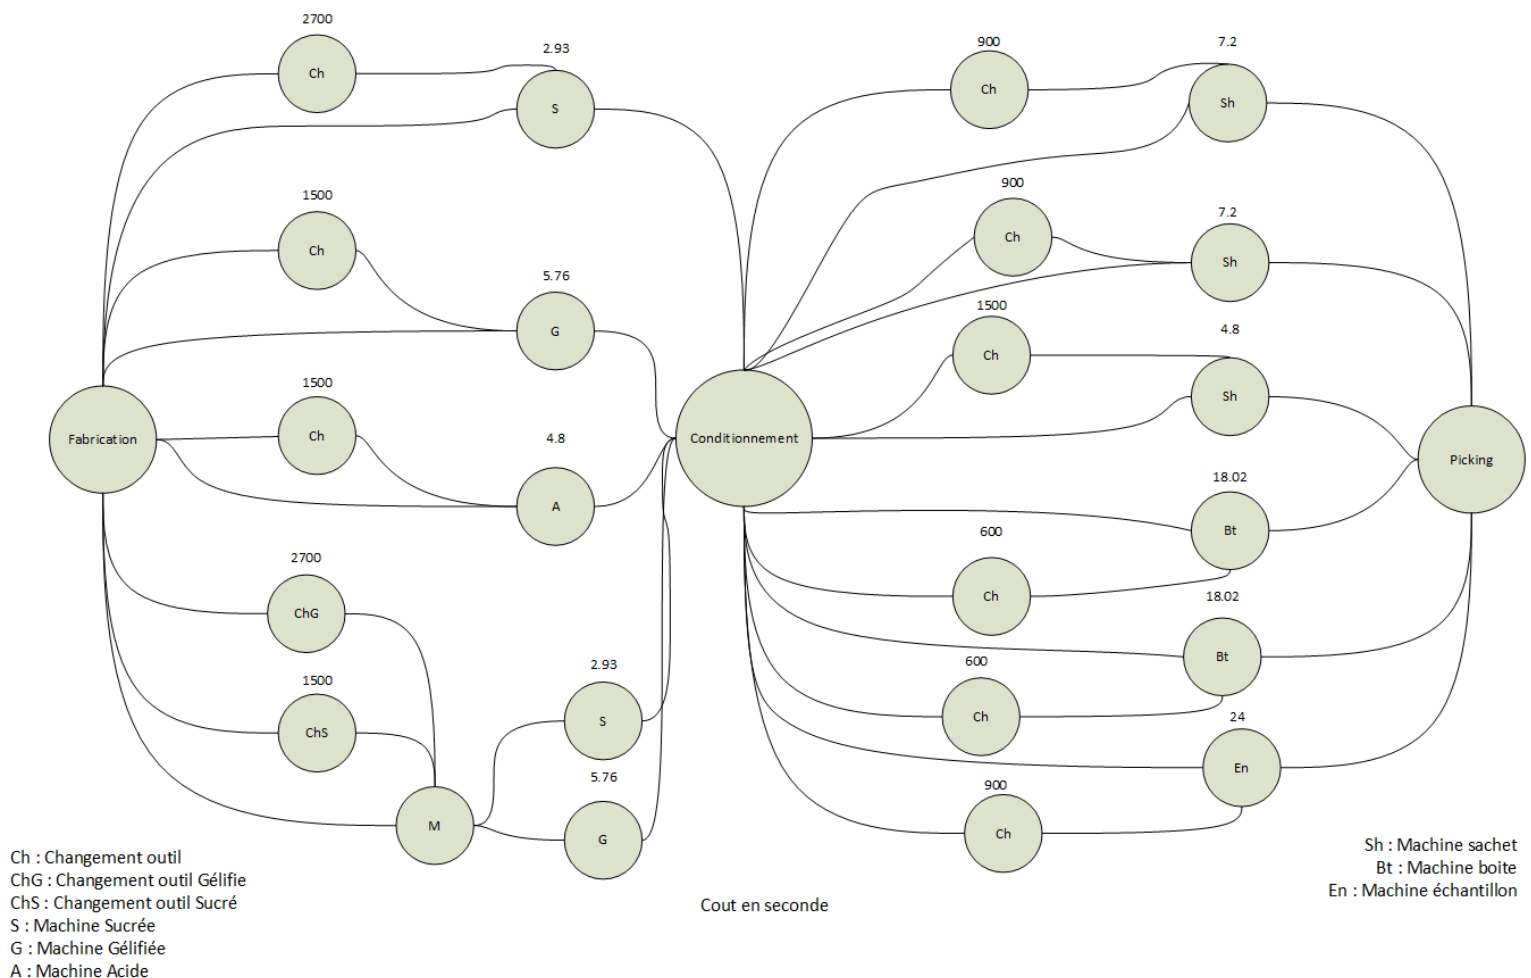 2700
Ch
2.93
S
1500
Ch
5.76
G
1500
Ch
4.8
A
Fabrication
2700
ChG
1500
ChS
M
2.93
S
5.76
G
Conditionnement
900
Ch
7.2
Sh
900
Ch
7.2
Sh
1500
Ch
4.8
Sh
18.02
Bt
600
Ch
18.02
Bt
600
Ch
24
En
900
Ch
Picking
Ch : Changement outil
ChG : Changement outil Gélifie
ChS : Changement outil Sucré
S : Machine Sucrée
G : Machine Gélifiée
A : Machine Acide
Cout en seconde
Sh : Machine sachet
Bt : Machine boite
En : Machine échantillon